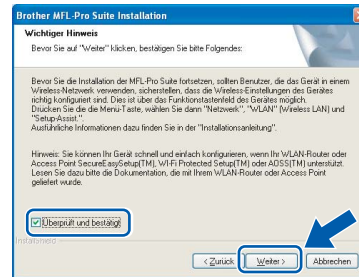 Brother MFL-Pro Suite Installation
Wichtiger Hinweis
Bevor Sie auf "Weiter" klicken, bestätigen Sie bitte Folgendes:
Bevor Sie die Installation der MFL-Pro Suite fortsetzen, sollten Benutzer, die das Gerät in einem
Wireless-Netzwerk verwenden, sicherstellen, dass die Wireless-Einstellungen des Gerätes
richtig konfiguriert sind. Dies ist über das Funktionstastenfeld des Gerätes möglich.
Drücken Sie die die Menü-Taste, wählen Sie dann "Netzwerk", "WLAN" (Wireless LAN) und
"Setup-Assist.".
Ausführliche Informationen dazu finden Sie in der "Installationsanleitung".
Hinweis: Sie können Ihr Gerät schnell und einfach konfigurieren, wenn Ihr WLAN-Router oder
Access Point SecureEasySetup(TM), Wi-Fi Protected Setup(TM) oder AOSS(TM) unterstützt.
Lesen Sie dazu bitte die Dokumentation, die mit Ihrem WLAN-Router oder Access Point
geliefert wurde.
Überprüft und bestätigt
InstallShield
< Zurück Weiter > Abbrechen